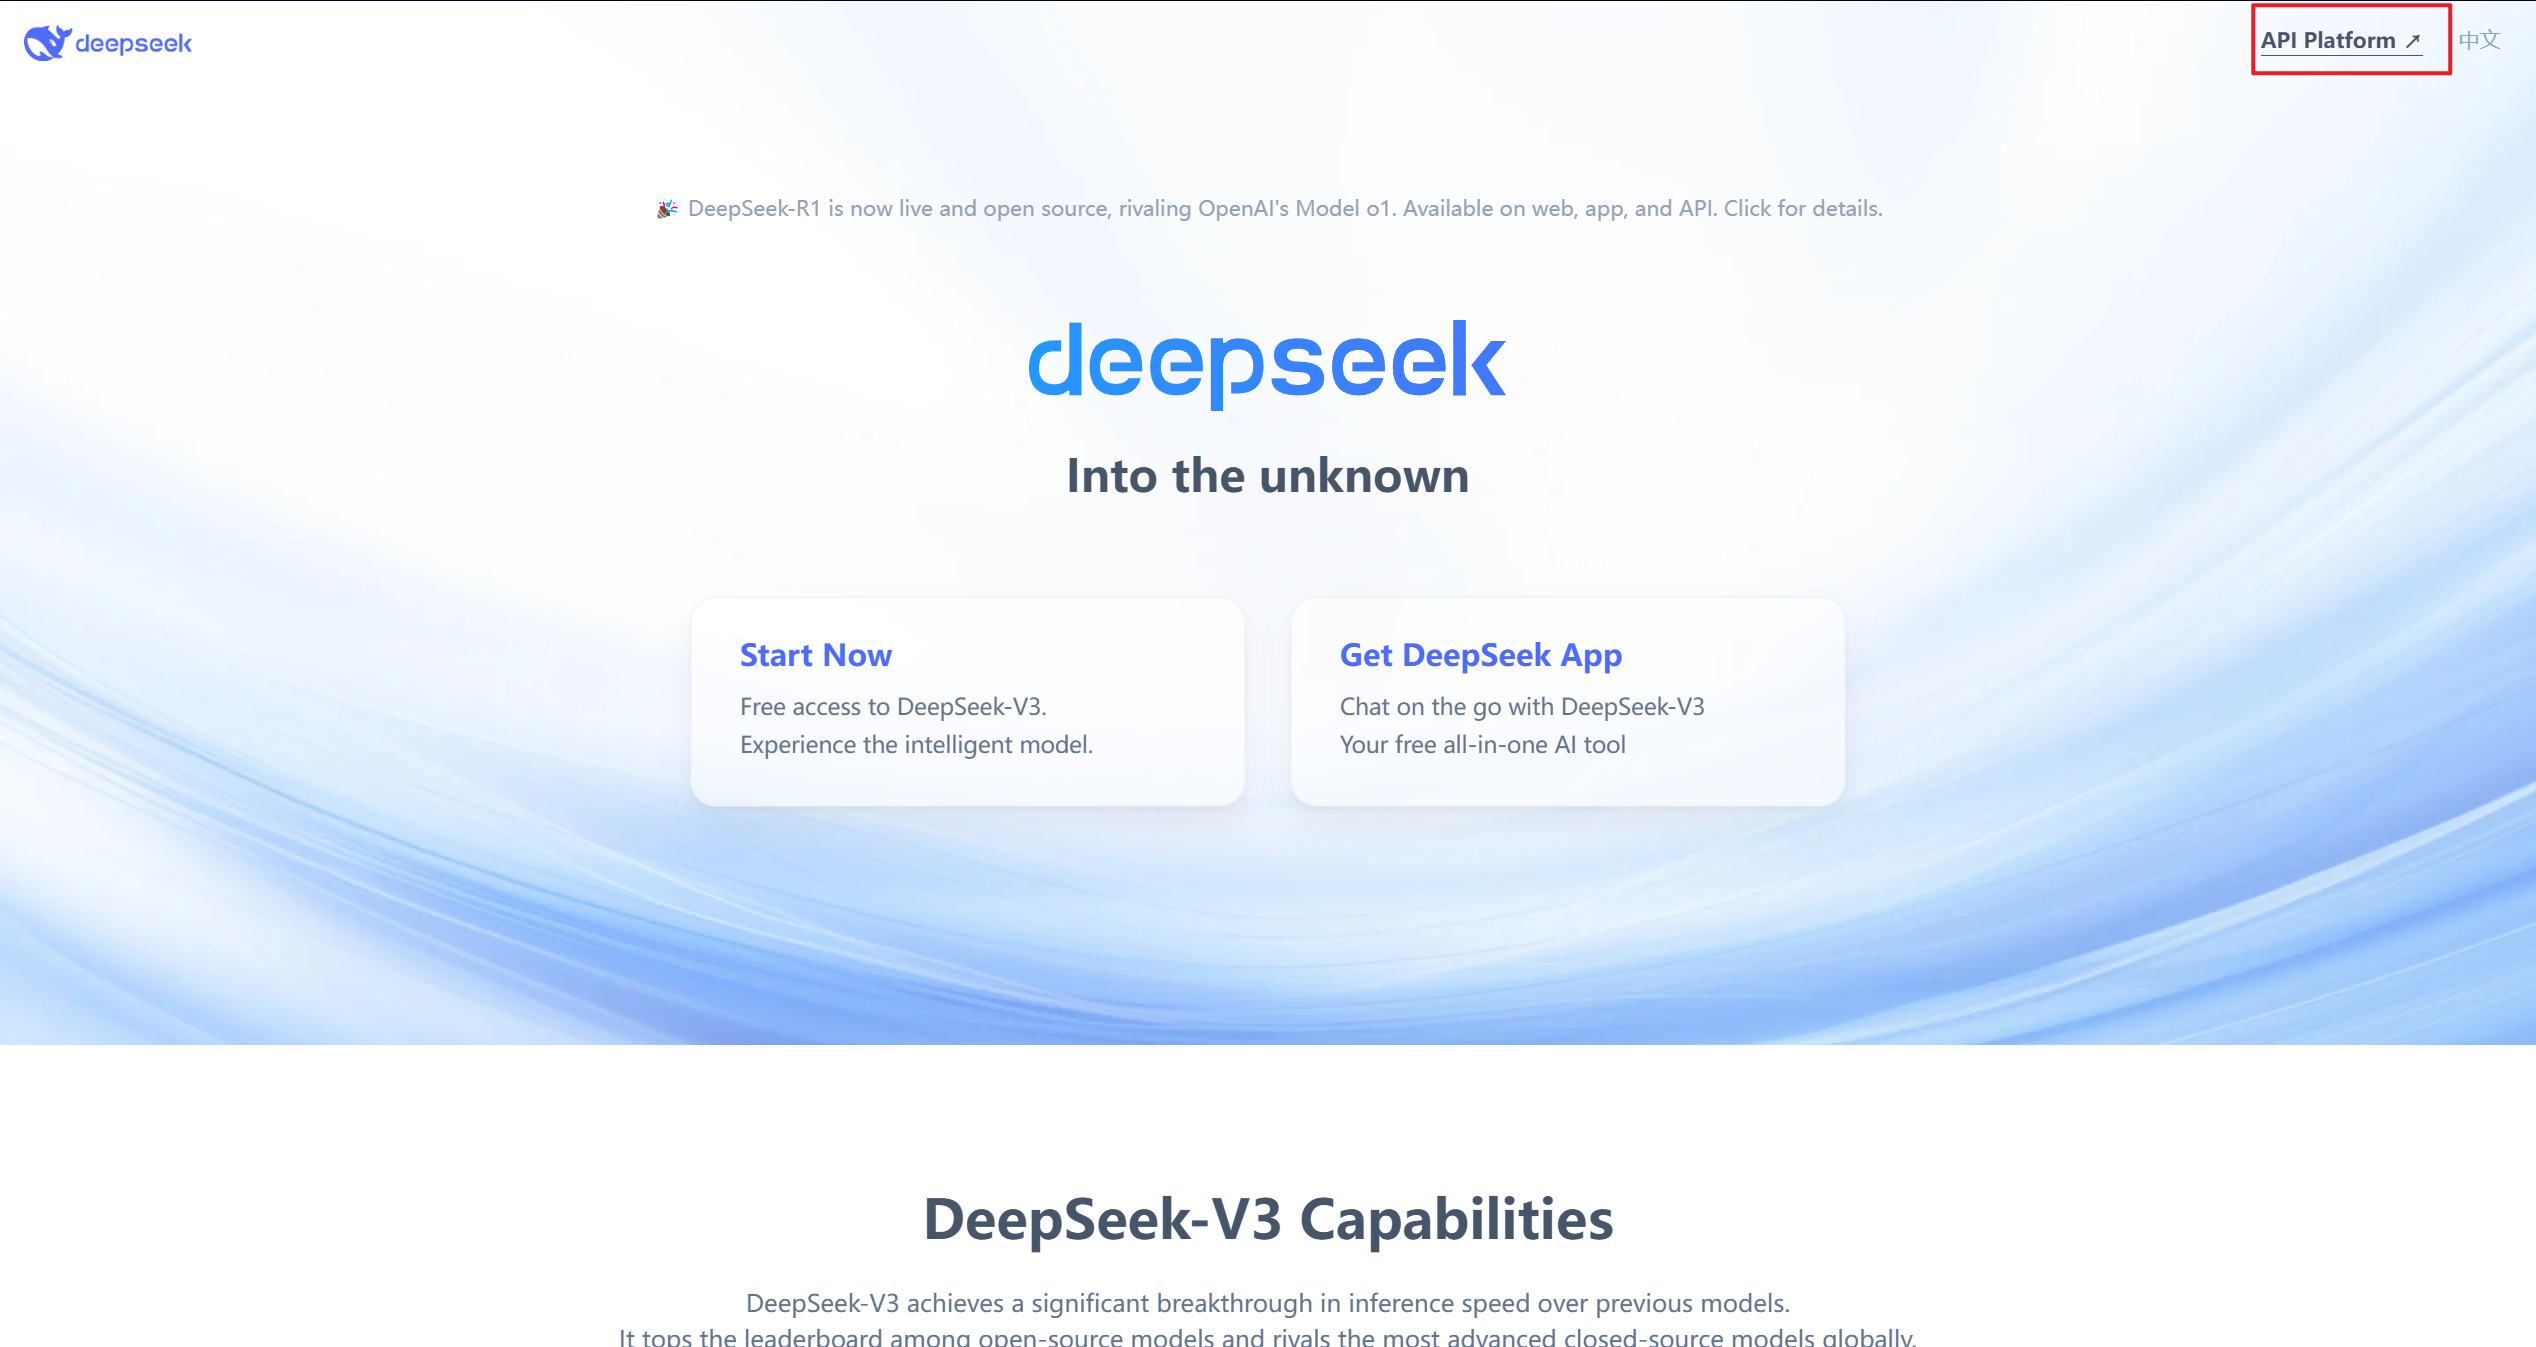 deepseek
API Platform ↗ 中文
🎉 DeepSeek-R1 is now live and open source, rivaling OpenAI's Model o1. Available on web, app, and API. Click for details.
deepseek
Into the unknown
Start Now
Free access to DeepSeek-V3.
Experience the intelligent model.
Get DeepSeek App
Chat on the go with DeepSeek-V3
Your free all-in-one AI tool
DeepSeek-V3 Capabilities
DeepSeek-V3 achieves a significant breakthrough in inference speed over previous models.
It tops the leaderboard among open-source models and rivals the most advanced closed-source models globally.